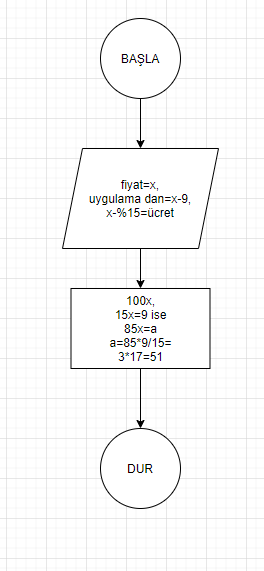 BAŞLA
fiyat=x,
uygulama dan=x-9,
x-%15=ücret
100x,
15x=9 ise
85x=a
a=85*9/15=
3*17=51
DUR